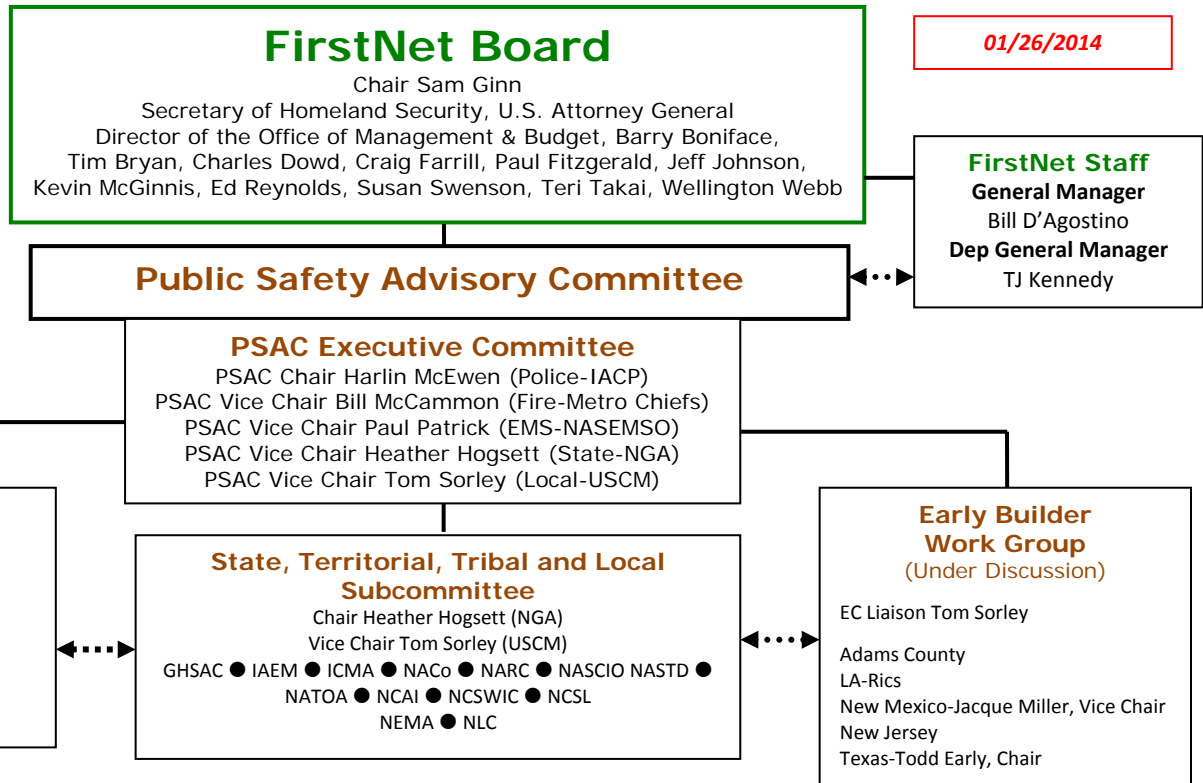 FirstNet Board
Chair Sam Ginn
Secretary of Homeland Security, U.S. Attorney General
Director of the Office of Management & Budget, Barry Boniface,
Tim Bryan, Charles Dowd, Craig Farrill, Paul Fitzgerald, Jeff Johnson,
Kevin McGinnis, Ed Reynolds, Susan Swenson, Teri Takai, Wellington Webb
01/26/2014
FirstNet Staff
General Manager
Bill D’Agostino
Dep General Manager
TJ Kennedy
Public Safety Advisory Committee
PSAC Executive Committee
PSAC Chair Harlin McEwen (Police-IACP)
PSAC Vice Chair Bill McCammon (Fire-Metro Chiefs)
PSAC Vice Chair Paul Patrick (EMS-NASEMSO)
PSAC Vice Chair Heather Hogsett (State-NGA)
PSAC Vice Chair Tom Sorley (Local-USCM)
State, Territorial, Tribal and Local
Subcommittee
Chair Heather Hogsett (NGA)
Vice Chair Tom Sorley (USCM)
GHSAC ● IAEM ● ICMA ● NACo ● NARC ● NASCIO NASTD ●
NATOA ● NCAI ● NCSWIC ● NCSL
NEMA ● NLC
Early Builder
Work Group
(Under Discussion)
EC Liaison Tom Sorley
Adams County
LA-Rics
New Mexico-Jacque Miller, Vice Chair
New Jersey
Texas-Todd Early, Chair